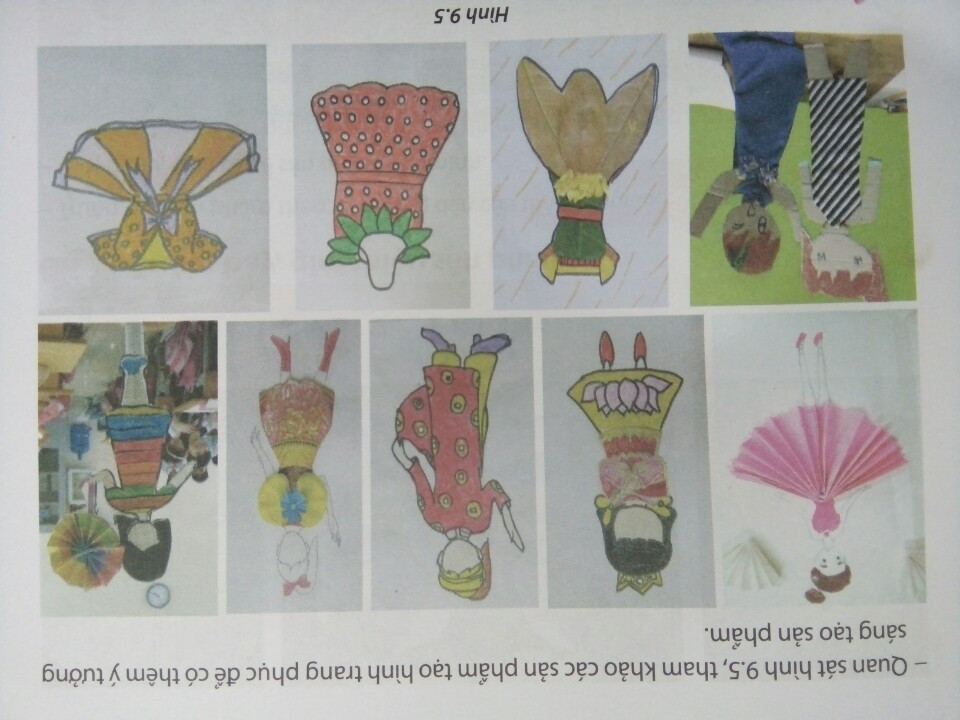 – Quan sát hình 9.5, tham khảo các sản phẩm tạo hình trang phục để có thêm ý tưởng
sáng tạo sản phẩm.
Hình 9.5